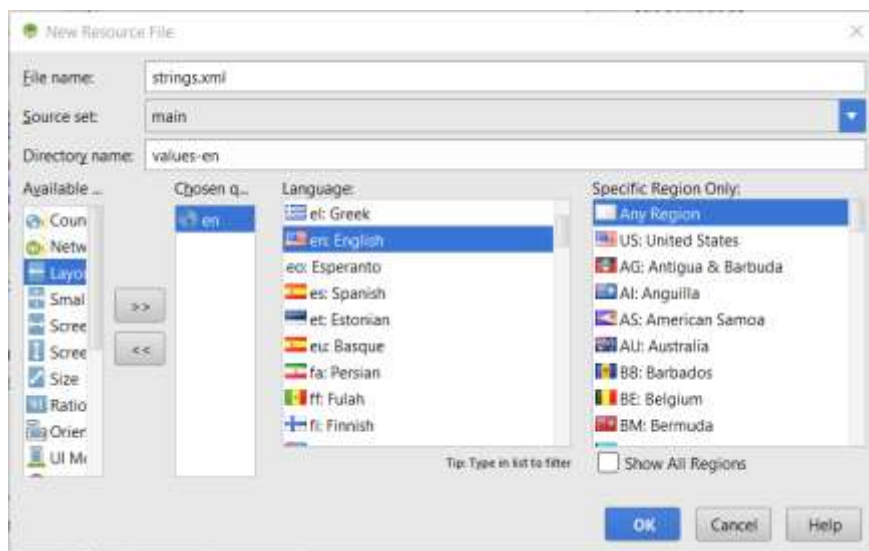 New Resource File
File name: strings.xml
Source set: main
Directory name: values-en
Available ... Chosen q... Language: Specific Region Only:
Coun
Netw
Layou
Smal
Scree
Scree
Size
Ratio
Orien
UI Mo
>>
<<
en
el: Greek
en: English
eo: Esperanto
es: Spanish
et: Estonian
eu: Basque
fa: Persian
ff: Fulah
fi: Finnish
Tip: Type in list to filter
Any Region
US: United States
AG: Antigua & Barbuda
AI: Anguilla
AS: American Samoa
AU: Australia
BB: Barbados
BE: Belgium
BM: Bermuda
Show All Regions
OK Cancel Help